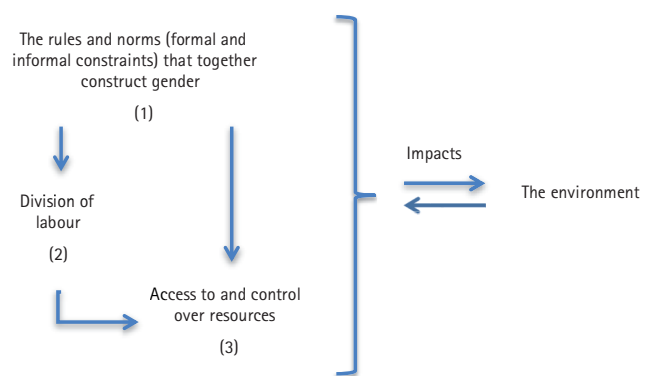 The rules and norms (formal and
informal constraints) that together
construct gender
(1)
Impacts
The environment
Division of
labour
(2)
Access to and control
over resources
(3)